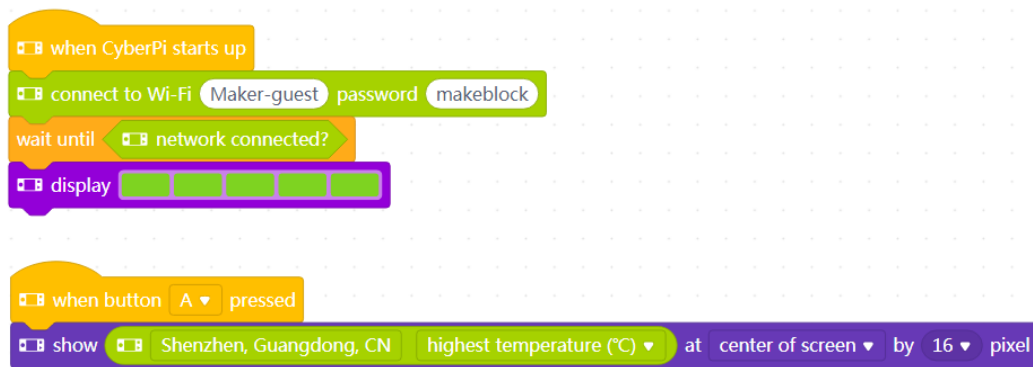 when CyberPi starts up
connect to Wi-Fi Maker-guest password makeblock
wait until network connected?
display
when button A pressed
show Shenzhen, Guangdong, CN highest temperature (℃) at center of screen by 16 pixel